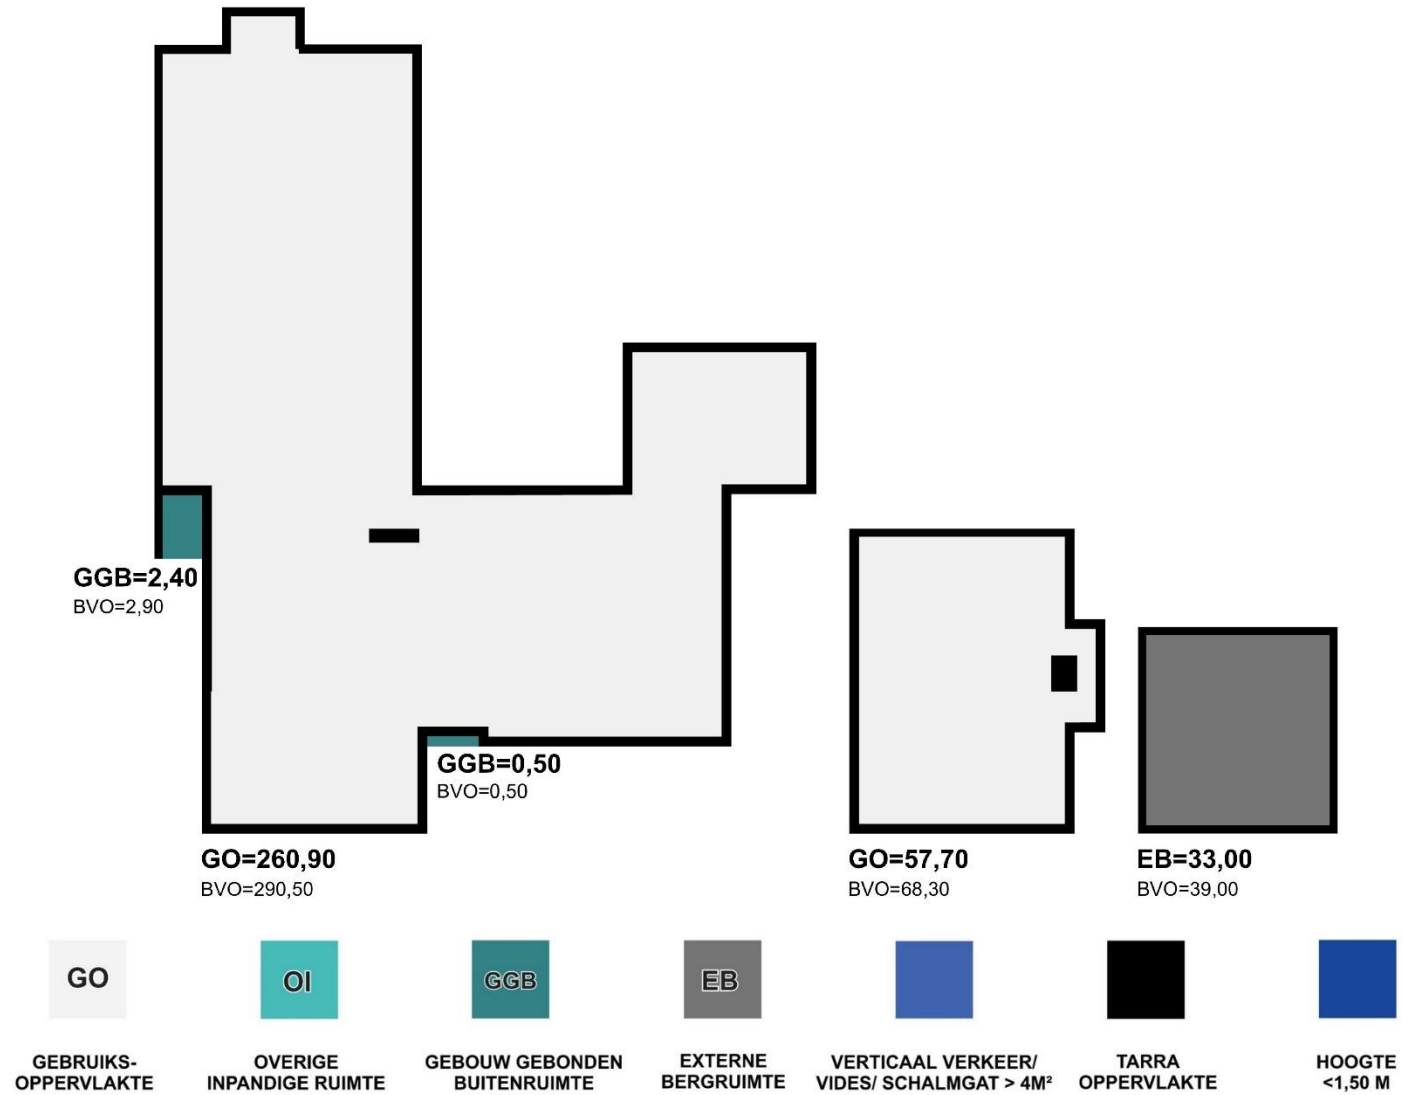 GGB=2,40
BVO=2,90
GGB=0,50
BVO=0,50
GO=260,90
BVO=290,50
GO=57,70
BVO=68,30
EB=33,00
BVO=39,00
GO
OI
GGB
EB
GEBRUIKS-
OPPERVLAKTE
OVERIGE
INPANDIGE RUIMTE
GEBOUW GEBONDEN
BUITENRUIMTE
EXTERNE
BERGRUIMTE
VERTICAAL VERKEER/
VIDES/ SCHALMGAT > 4M²
TARRA
OPPERVLAKTE
HOOGTE
<1,50 M